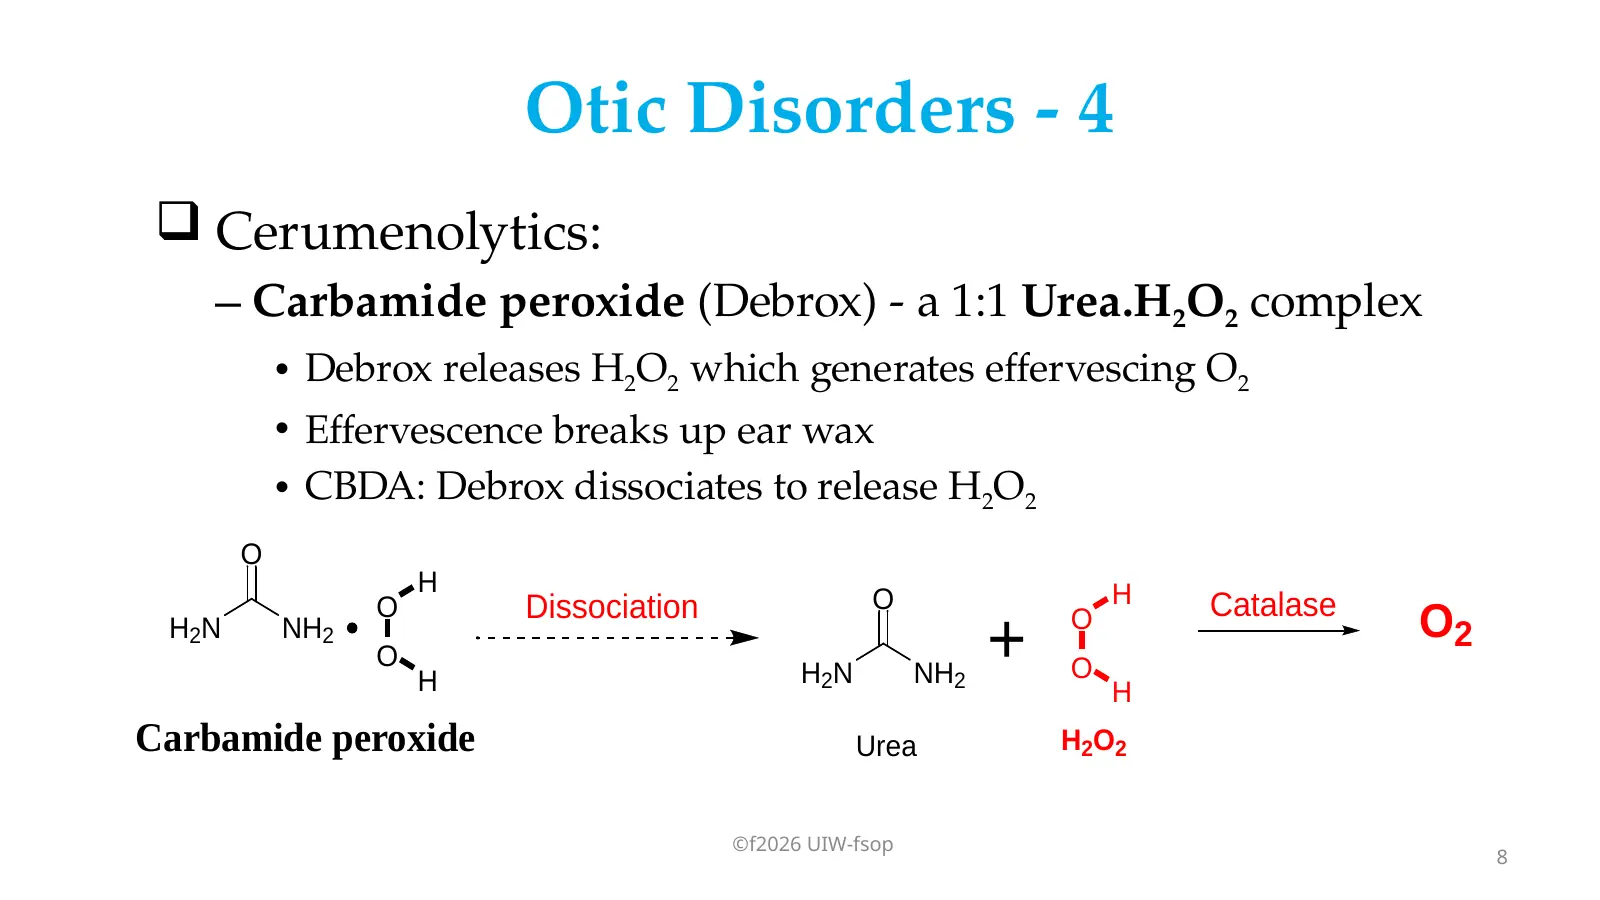 Otic Disorders - 4
❑ Cerumenolytics:
– Carbamide peroxide (Debrox) - a 1:1 Urea.H₂O₂ complex
• Debrox releases H₂O₂ which generates effervescing O₂
• Effervescence breaks up ear wax
• CBDA: Debrox dissociates to release H₂O₂
O
H₂N NH₂ • O H
O H
Dissociation
O
H₂N NH₂
+
O H
O H
Catalase
O₂
Carbamide peroxide
Urea
H₂O₂
©f2026 UIW-fsop
8